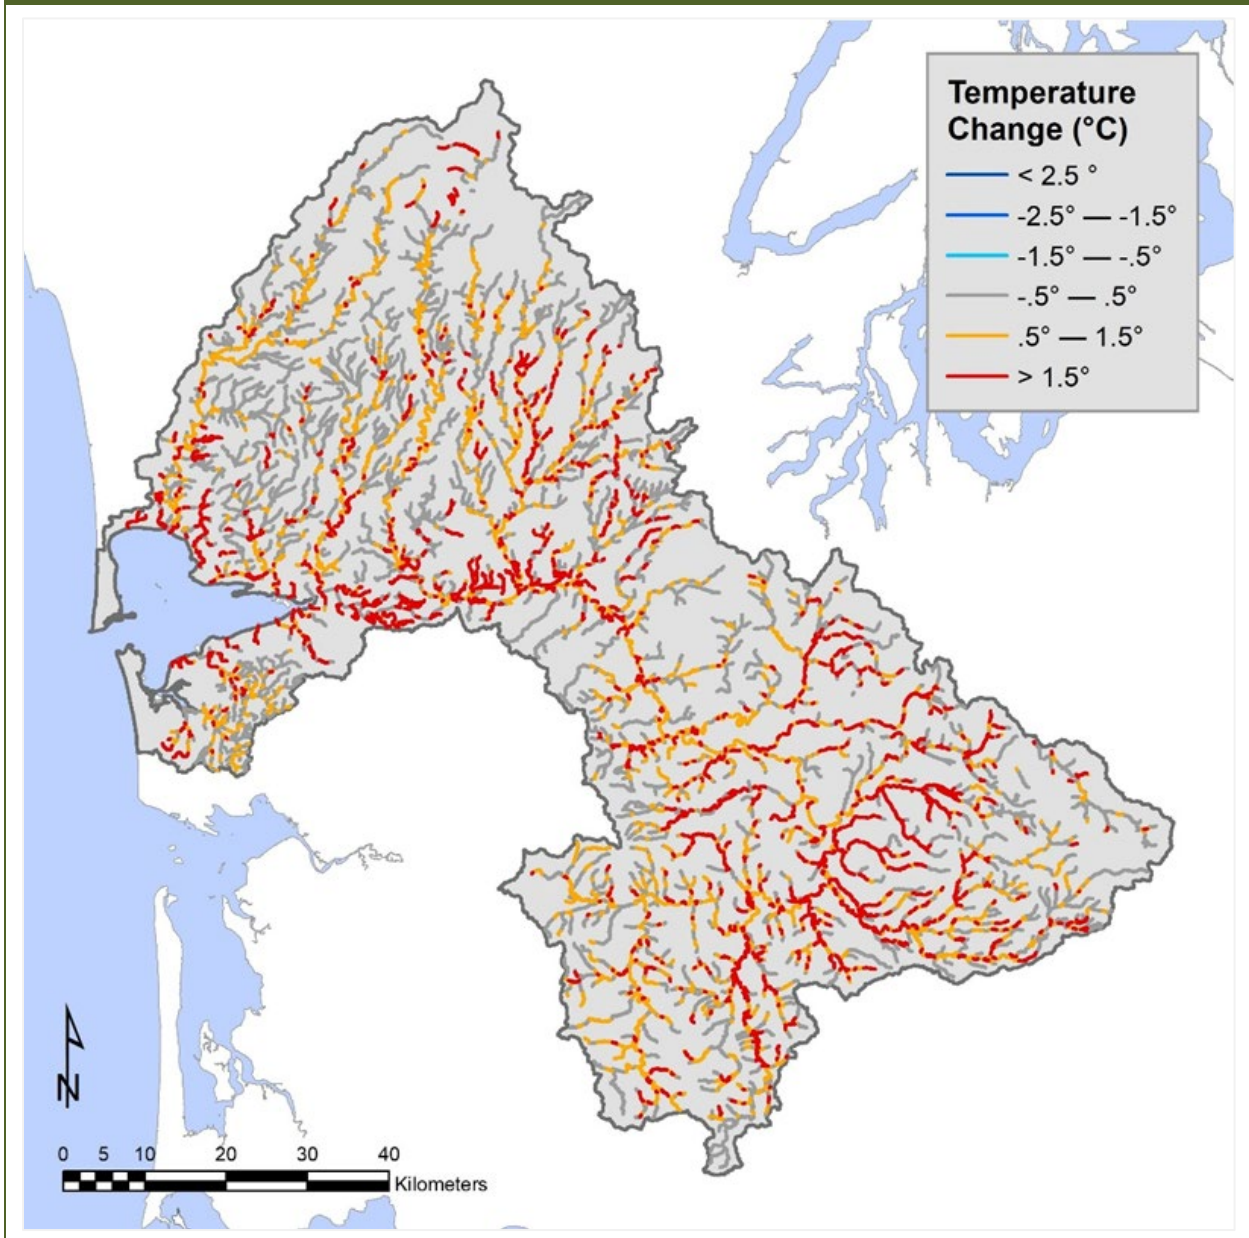 Temperature
Change (°C)
< 2.5 °
-2.5° — -1.5°
-1.5° — -.5°
-.5° — .5°
.5° — 1.5°
> 1.5°
N
0 5 10 20 30 40
Kilometers